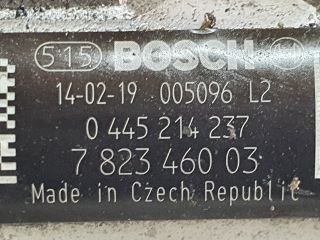 515 BOSCH
14-02-19 005096 L2
0 445 214 237
7 823 460 03
Made in Czech Republic